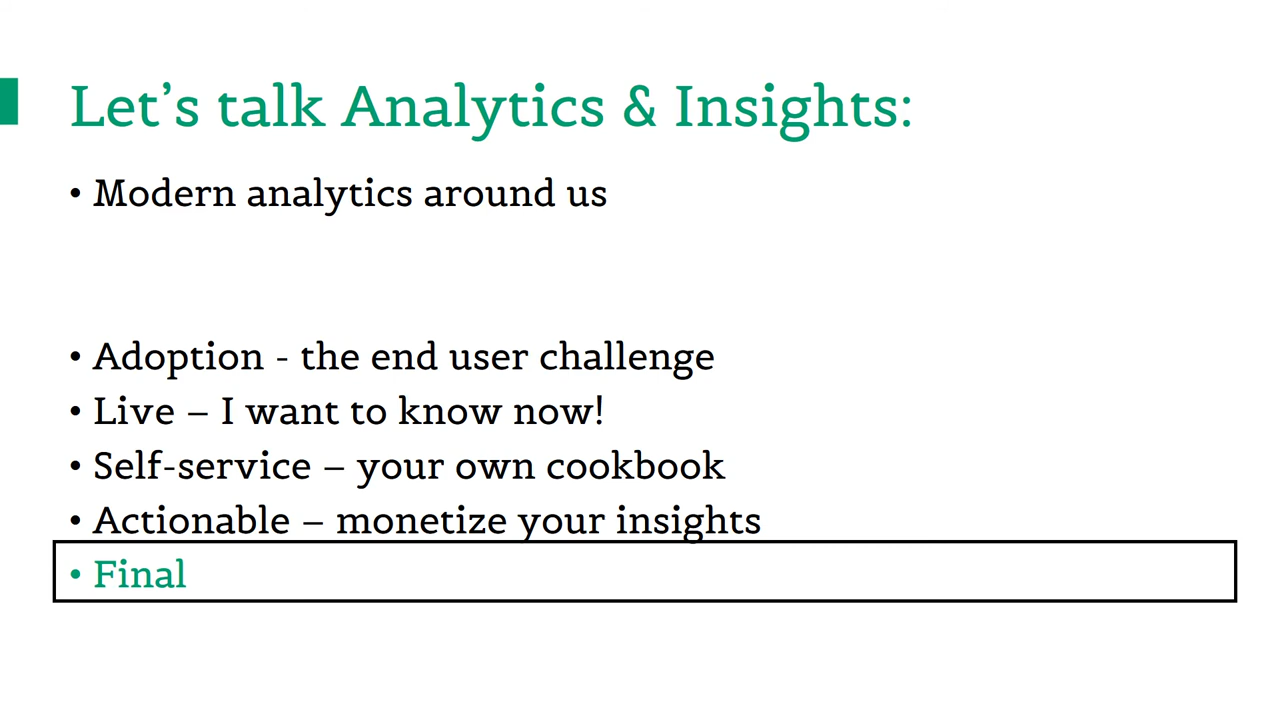 Let’s talk Analytics & Insights:
• Modern analytics around us
• Adoption - the end user challenge
• Live – I want to know now!
• Self-service – your own cookbook
• Actionable – monetize your insights
• Final